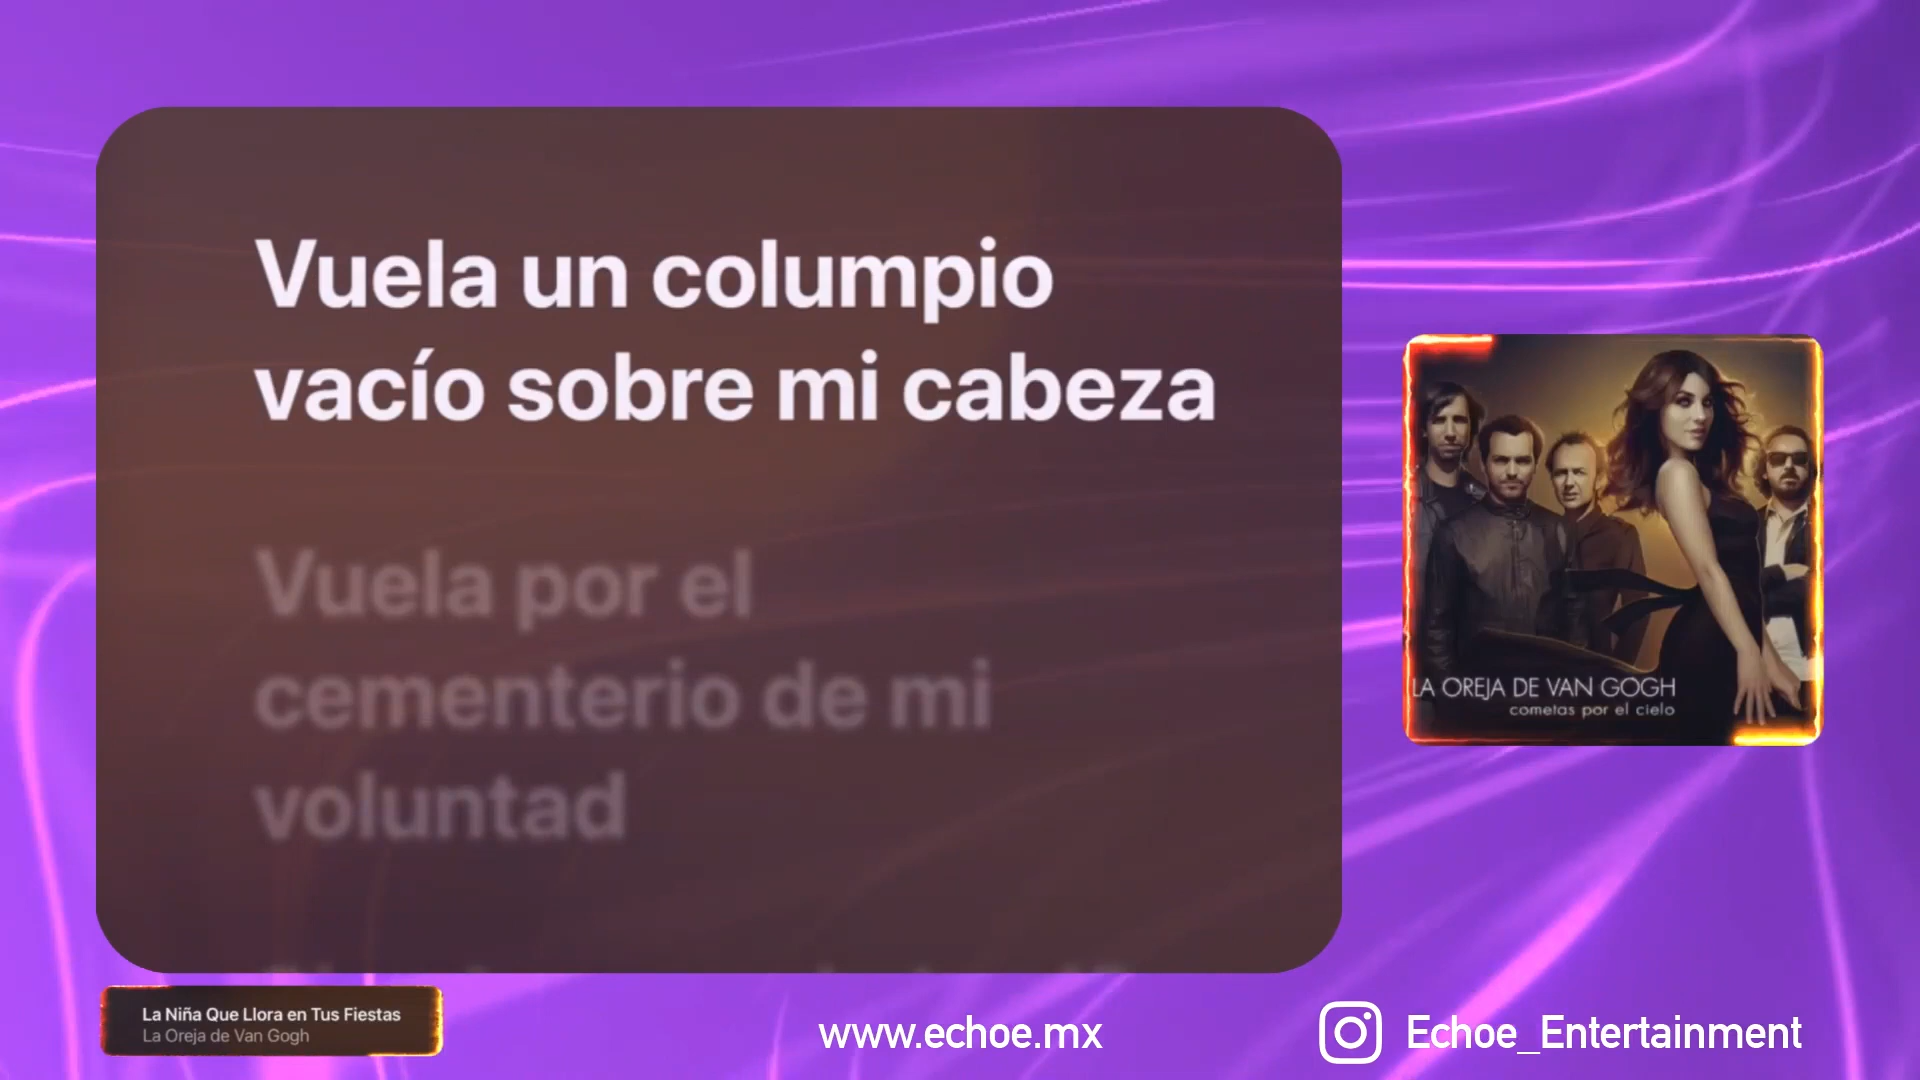 Vuela un columpio
vacío sobre mi cabeza
Vuela por el
cementerio de mi
voluntad
LA OREJA DE VAN GOGH
cometas por el cielo
La Niña Que Llora en Tus Fiestas
La Oreja de Van Gogh
www.echoe.mx
Echoe_Entertainment